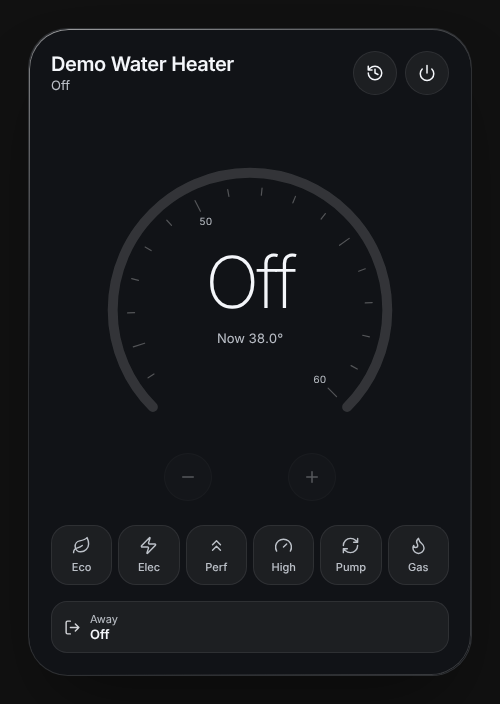 Demo Water Heater
Off
50
Off
Now 38.0°
60
Eco Elec Perf High Pump Gas
Away
Off